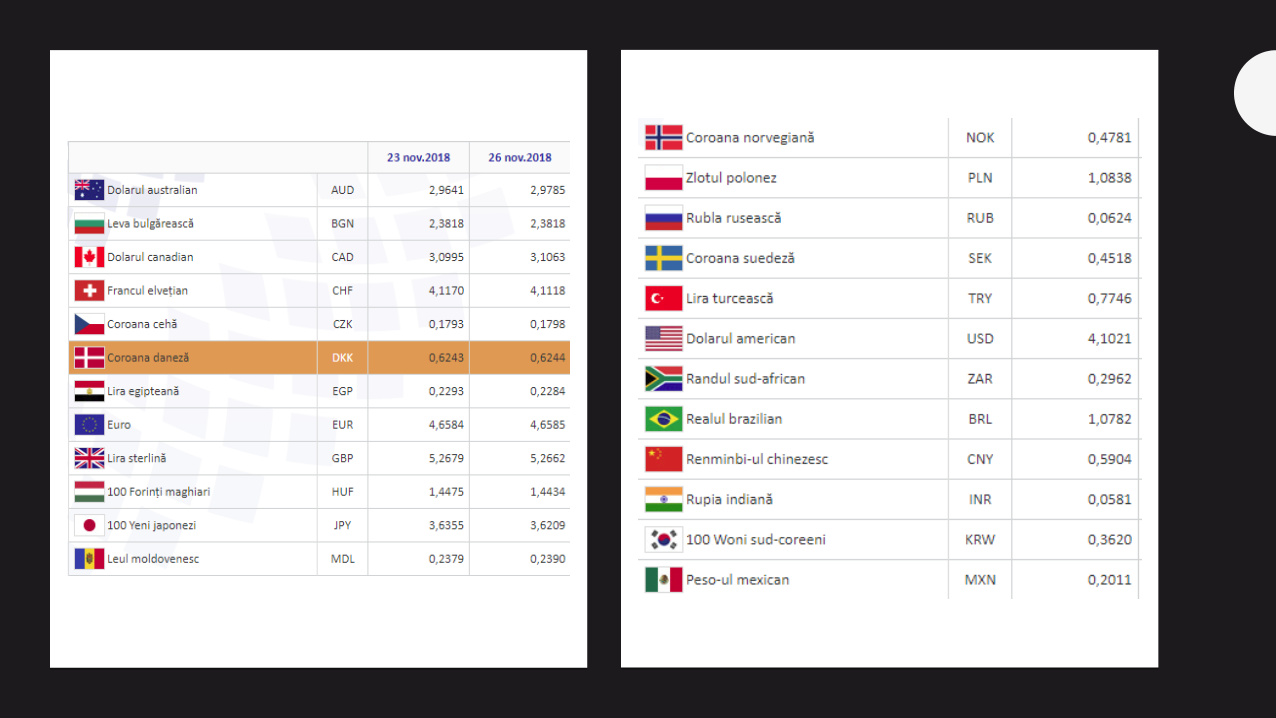 23 nov.2018 26 nov.2018
Dolarul australian AUD 2,9641 2,9785
Leva bulgărească BGN 2,3818 2,3818
Dolarul canadian CAD 3,0995 3,1063
Francul elvețian CHF 4,1170 4,1118
Coroana cehă CZK 0,1793 0,1798
Coroana daneză DKK 0,6243 0,6244
Lira egipteană EGP 0,2293 0,2284
Euro EUR 4,6584 4,6585
Lira sterlină GBP 5,2679 5,2662
100 Forinți maghiari HUF 1,4475 1,4434
100 Yeni japonezi JPY 3,6355 3,6209
Leul moldovenesc MDL 0,2379 0,2390
Coroana norvegiană NOK 0,4781
Zlotul polonez PLN 1,0838
Rubla rusească RUB 0,0624
Coroana suedeză SEK 0,4518
Lira turcească TRY 0,7746
Dolarul american USD 4,1021
Randul sud-african ZAR 0,2962
Realul brazilian BRL 1,0782
Renminbi-ul chinezesc CNY 0,5904
Rupia indiană INR 0,0581
100 Woni sud-coreeni KRW 0,3620
Peso-ul mexican MXN 0,2011